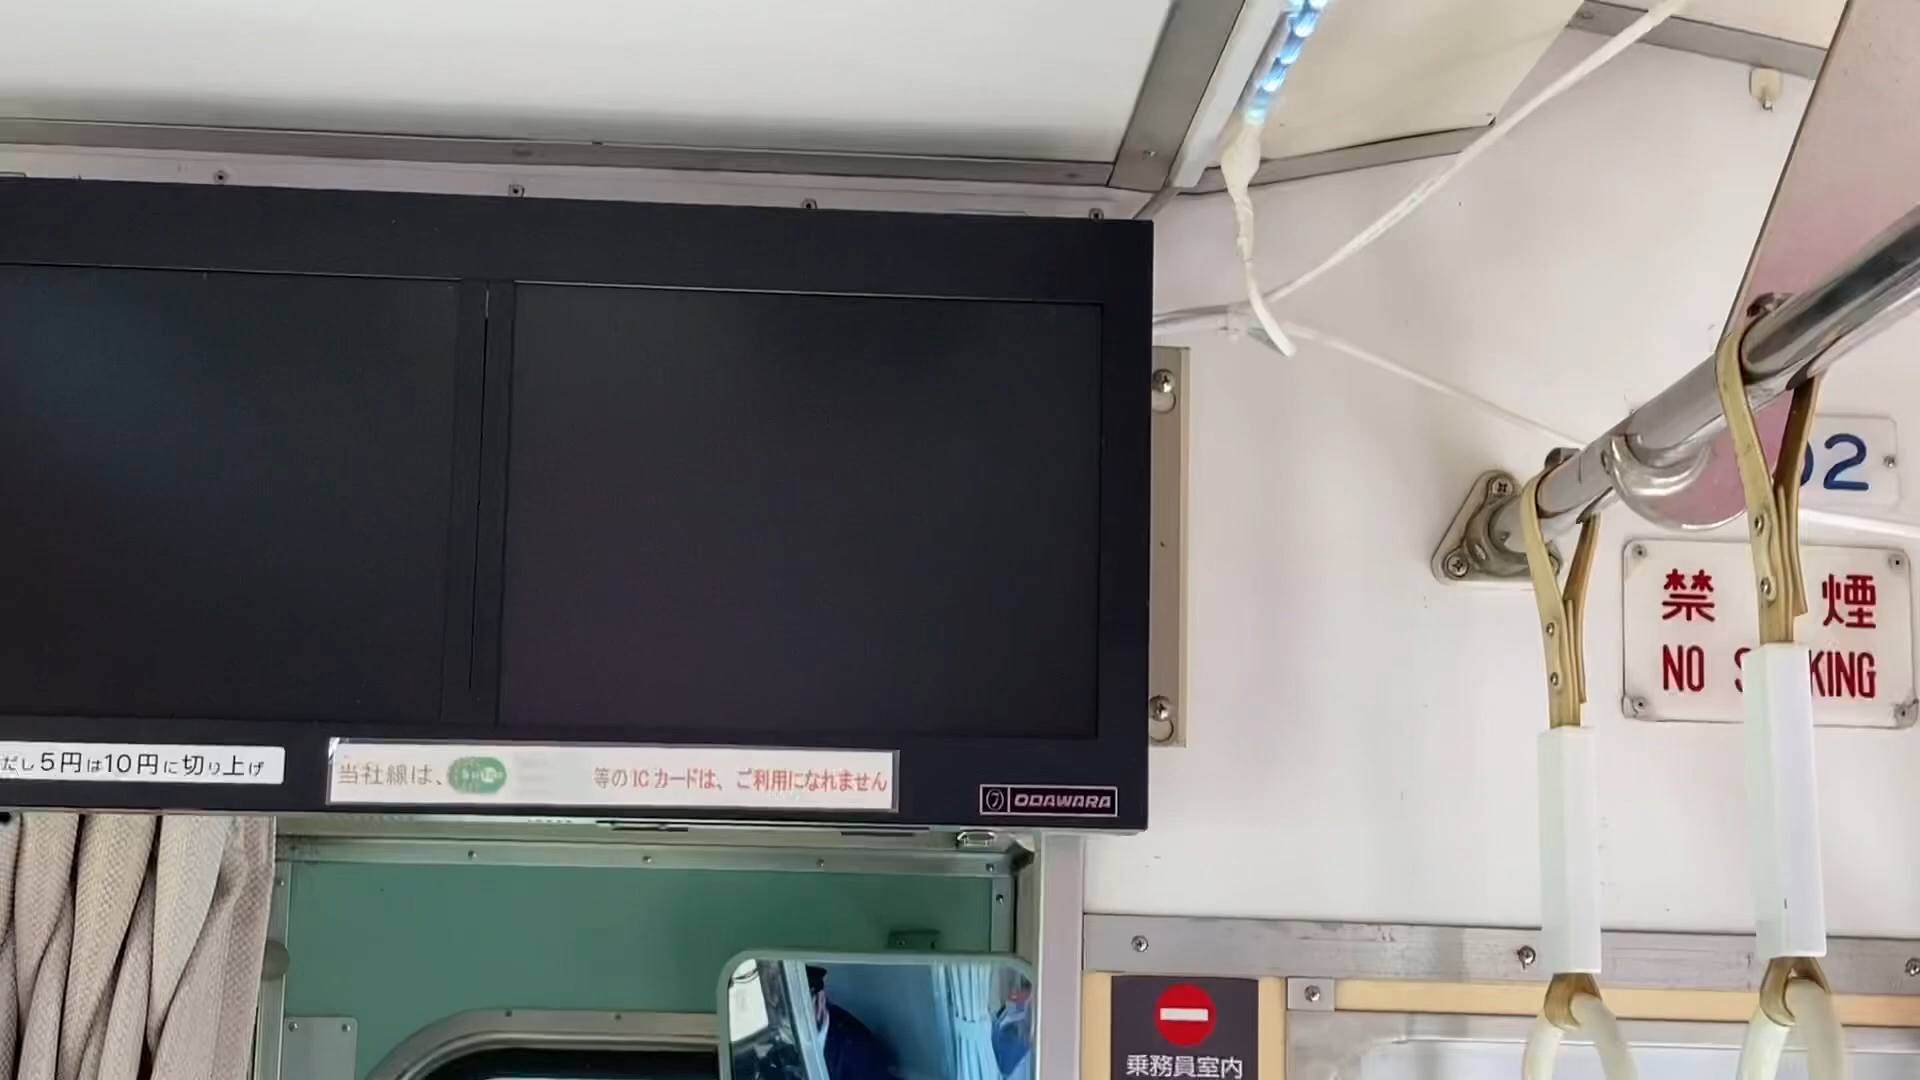 02
禁煙
NO S KING
だし5円は10円に切り上げ
当社線は、 等のICカードは、ご利用になれません
⑦ ODAWARA
乗務員室内